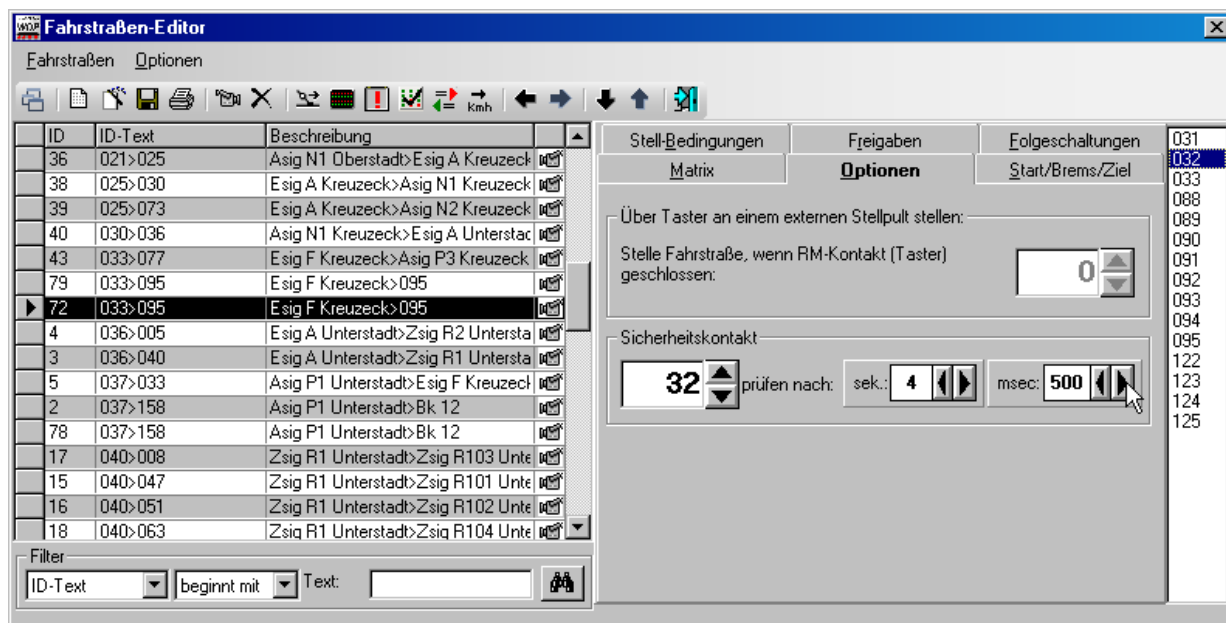 WDP Fahrstraßen-Editor
Fahrstraßen Optionen
Kmh
ID ID-Text Beschreibung
36 021>025 Asig N1 Oberstadt>Esig A Kreuzeck
38 025>030 Esig A Kreuzeck>Asig N1 Kreuzeck
39 025>073 Esig A Kreuzeck>Asig N2 Kreuzeck
40 030>036 Asig N1 Kreuzeck>Esig A Unterstad
43 033>077 Esig F Kreuzeck>Asig P3 Kreuzeck
79 033>095 Esig F Kreuzeck>095
72 033>095 Esig F Kreuzeck>095
4 036>005 Esig A Unterstadt>Zsig R2 Untersta
3 036>040 Esig A Unterstadt>Zsig R1 Untersta
5 037>033 Asig P1 Unterstadt>Esig F Kreuzeck
2 037>158 Asig P1 Unterstadt>Bk 12
78 037>158 Asig P1 Unterstadt>Bk 12
17 040>008 Zsig R1 Unterstadt>Zsig R103 Unte
15 040>047 Zsig R1 Unterstadt>Zsig R101 Unte
16 040>051 Zsig R1 Unterstadt>Zsig R102 Unte
18 040>063 Zsig R1 Unterstadt>Zsig R104 Unte
Filter
ID-Text beginnt mit Text:
Stell-Bedingungen Freigaben Folgeschaltungen
Matrix Optionen Start/Brems/Ziel
Über Taster an einem externen Stellpult stellen:
Stelle Fahrstraße, wenn RM-Kontakt (Taster)
geschlossen:
0
Sicherheitskontakt
32 prüfen nach: sek.: 4 msec: 500
031
032
033
088
089
090
091
092
093
094
095
122
123
124
125